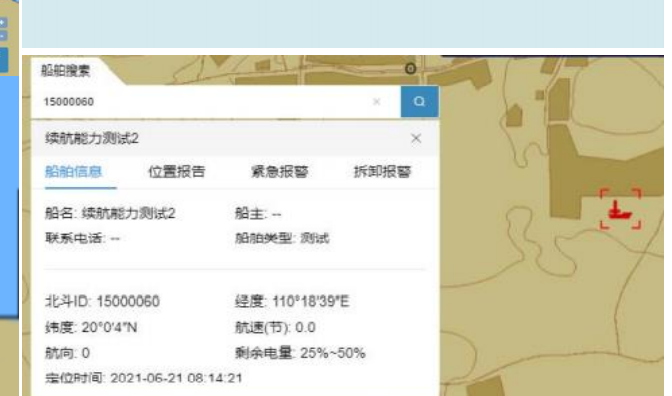 船舶搜索
15000060
续航能力测试2
船舶信息 位置报告 紧急报警 拆卸报警
船名: 续航能力测试2 船主: --
联系电话: -- 船舶类型: 测试
北斗ID: 15000060 经度: 110°18'39"E
纬度: 20°0'4"N 航速(节): 0.0
航向: 0 剩余电量: 25%~50%
定位时间: 2021-06-21 08:14:21